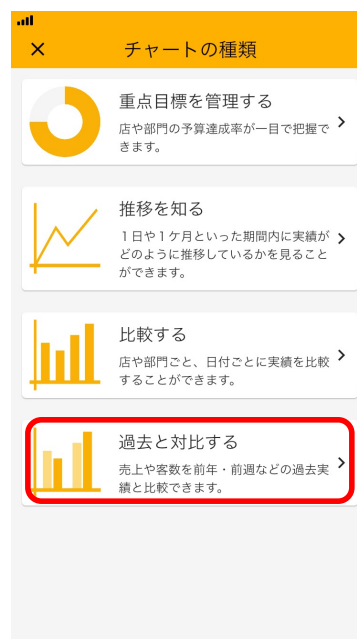 チャートの種類
重点目標を管理する
店や部門の予算達成率が一目で把握で
きます。
推移を知る
１日や１ケ月といった期間内に実績が
どのように推移しているかを見ること
ができます。
比較する
店や部門ごと、日付ごとに実績を比較
することができます。
過去と対比する
売上や客数を前年・前週などの過去実
績と比較できます。